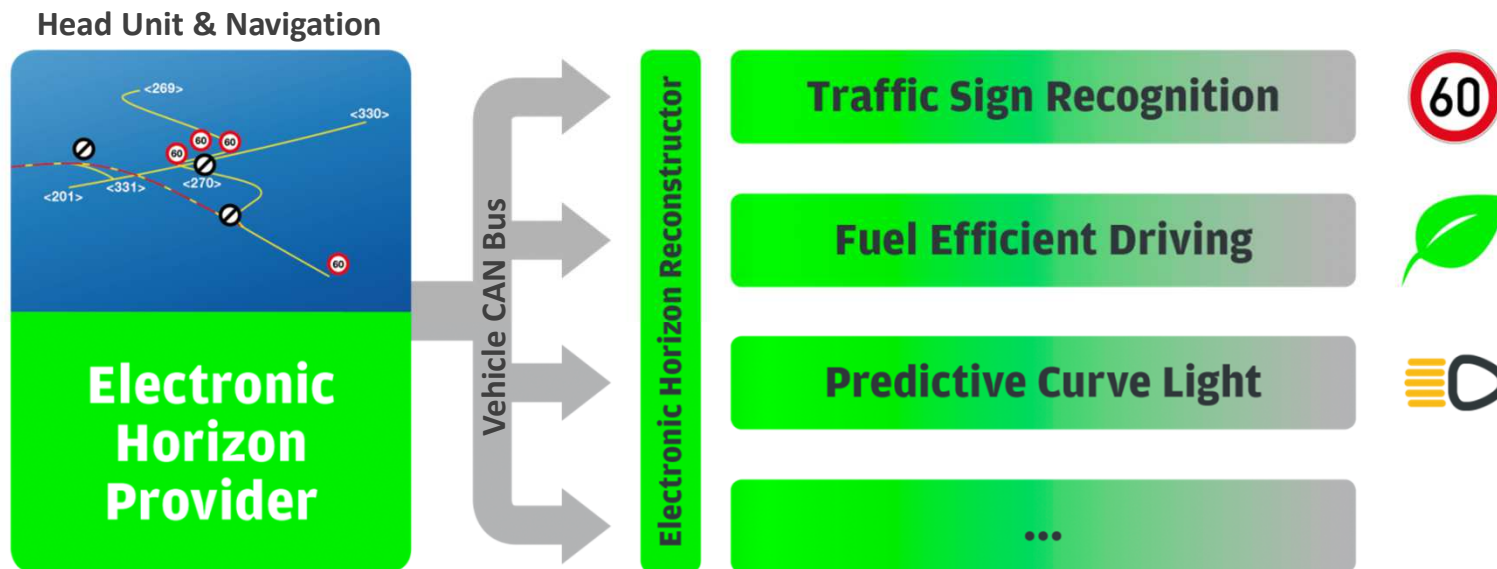 Head Unit & Navigation
<269>
<330>
60
60
60
<331>
<270>
<201>
60
Electronic
Horizon
Provider
Vehicle CAN Bus
Electronic Horizon Reconstructor
Traffic Sign Recognition
60
Fuel Efficient Driving
Predictive Curve Light
...